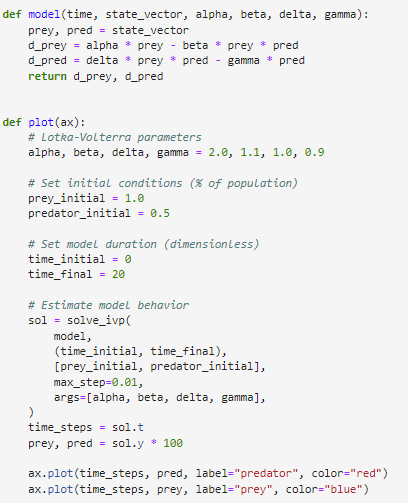 def model(time, state_vector, alpha, beta, delta, gamma):
    prey, pred = state_vector
    d_prey = alpha * prey - beta * prey * pred
    d_pred = delta * prey * pred - gamma * pred
    return d_prey, d_pred


def plot(ax):
    # Lotka-Volterra parameters
    alpha, beta, delta, gamma = 2.0, 1.1, 1.0, 0.9

    # Set initial conditions (% of population)
    prey_initial = 1.0
    predator_initial = 0.5

    # Set model duration (dimensionless)
    time_initial = 0
    time_final = 20

    # Estimate model behavior
    sol = solve_ivp(
        model,
        (time_initial, time_final),
        [prey_initial, predator_initial],
        max_step=0.01,
        args=[alpha, beta, delta, gamma],
    )
    time_steps = sol.t
    prey, pred = sol.y * 100

    ax.plot(time_steps, pred, label="predator", color="red")
    ax.plot(time_steps, prey, label="prey", color="blue")